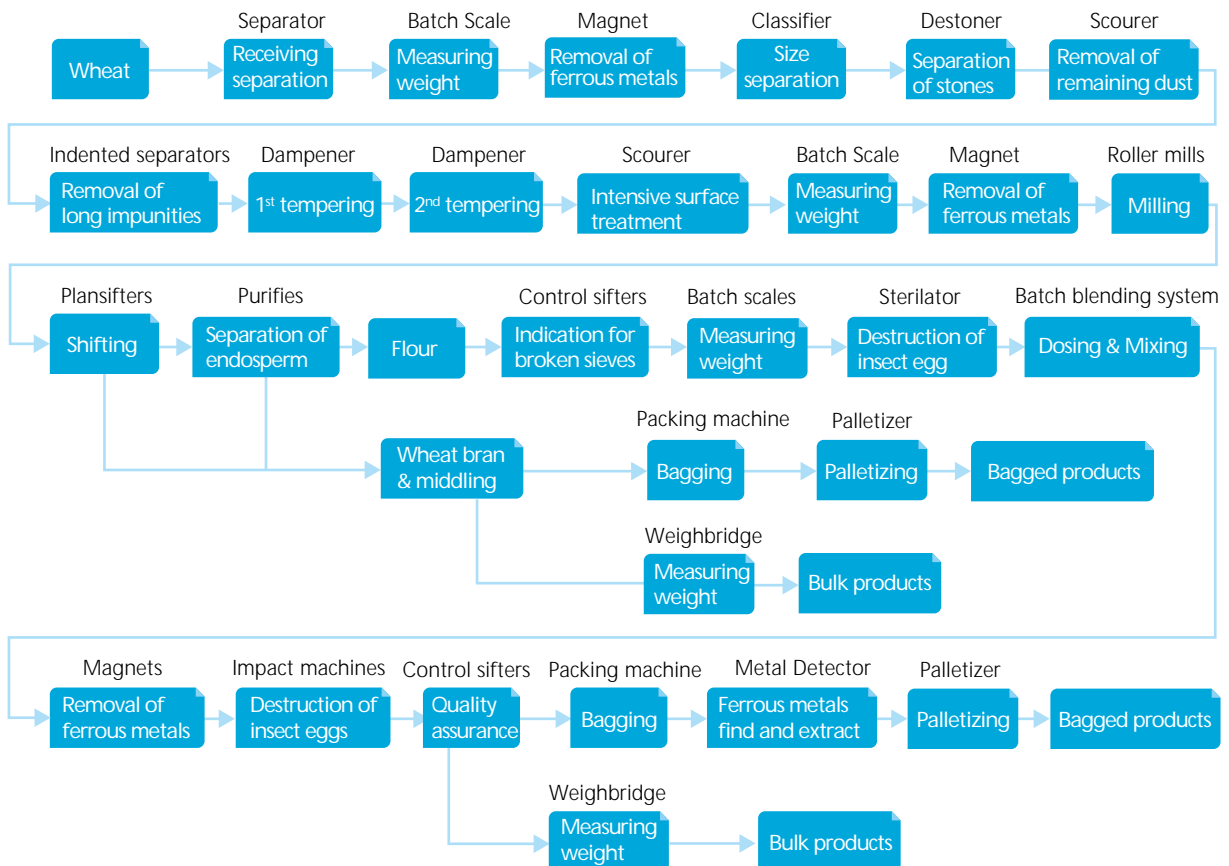 Separator
Batch Scale
Magnet
Classifier
Destoner
Scourer
Wheat
Receiving
separation
Measuring
weight
Removal of
ferrous metals
Size
separation
Separation
of stones
Removal of
remaining dust
Indented separators
Dampener
Dampener
Scourer
Batch Scale
Magnet
Roller mills
Removal of
long impunities
1st tempering
2nd tempering
Intensive surface
treatment
Measuring
weight
Removal of
ferrous metals
Milling
Plansifters
Purifies
Control sifters
Batch scales
Sterilator
Batch blending system
Shifting
Separation of
endosperm
Flour
Indication for
broken sieves
Measuring
weight
Destruction of
insect egg
Dosing & Mixing
Packing machine
Palletizer
Wheat bran
& middling
Bagging
Palletizing
Bagged products
Weighbridge
Measuring
weight
Bulk products
Magnets
Impact machines
Control sifters
Packing machine
Metal Detector
Palletizer
Removal of
ferrous metals
Destruction of
insect eggs
Quality
assurance
Bagging
Ferrous metals
find and extract
Palletizing
Bagged products
Weighbridge
Measuring
weight
Bulk products